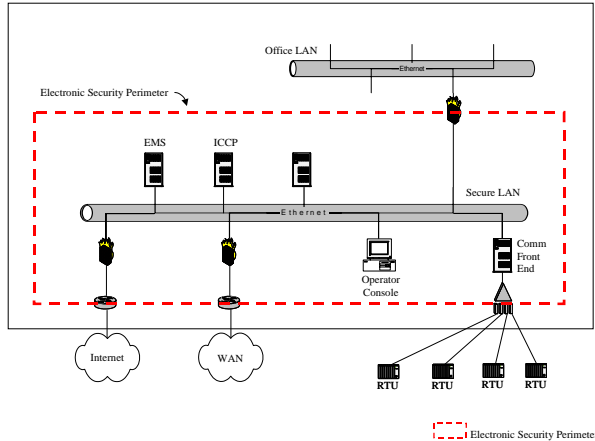 Office LAN
Ethernet
Electronic Security Perimeter
EMS
ICCP
Secure LAN
Ethernet
Comm
Front
End
Operator
Console
Internet
WAN
RTU
RTU
RTU
RTU
Electronic Security Perimete